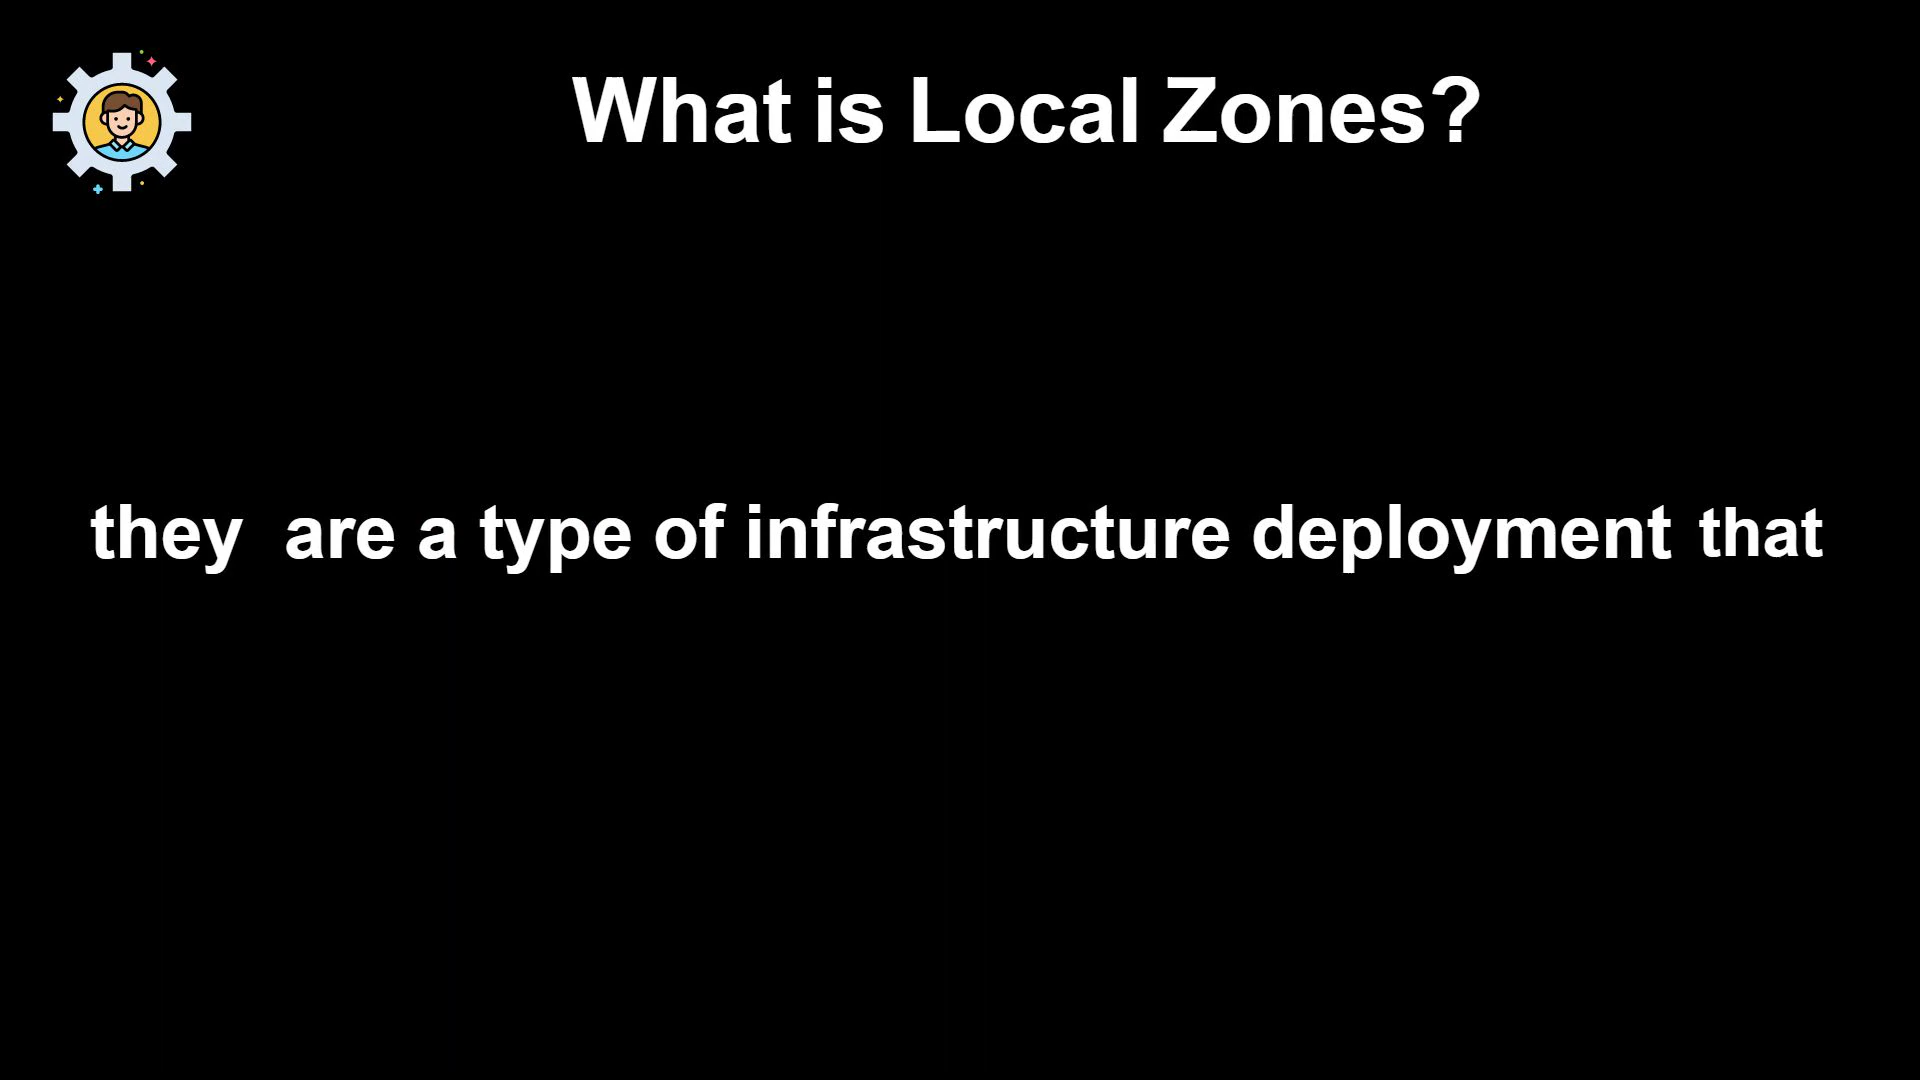 What is Local Zones?
they are a type of infrastructure deployment that